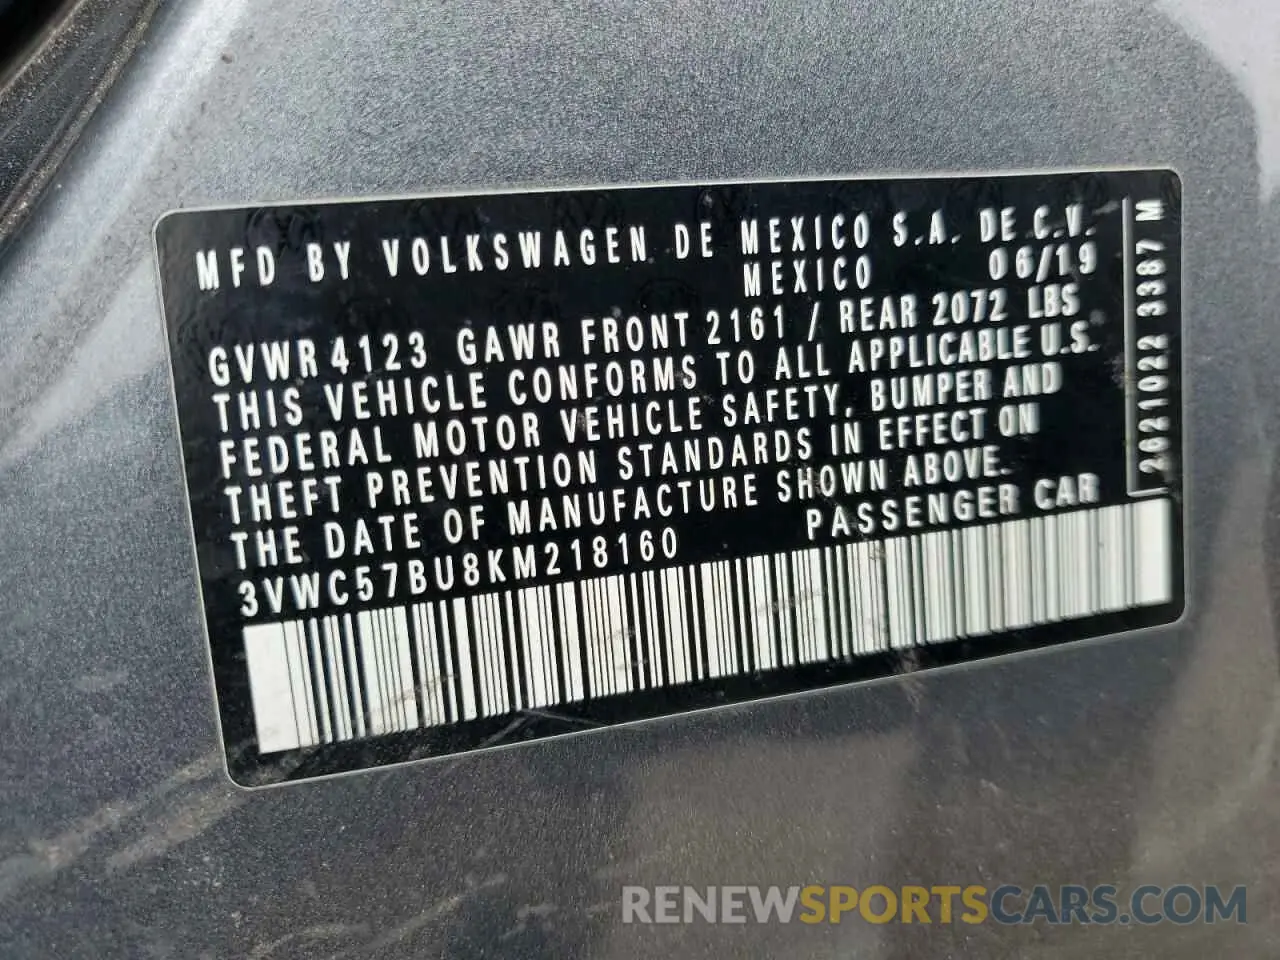 MFD BY VOLKSWAGEN DE MEXICO S.A. DE C.V.
MEXICO 06/19
GVWR 4123 GAWR FRONT 2161 / REAR 2072 LBS
THIS VEHICLE CONFORMS TO ALL APPLICABLE U.S.
FEDERAL MOTOR VEHICLE SAFETY, BUMPER AND
THEFT PREVENTION STANDARDS IN EFFECT ON
THE DATE OF MANUFACTURE SHOWN ABOVE.
3VWC57BU8KM218160 PASSENGER CAR
2621022 3387 M
RENEWSPORTSCARS.COM